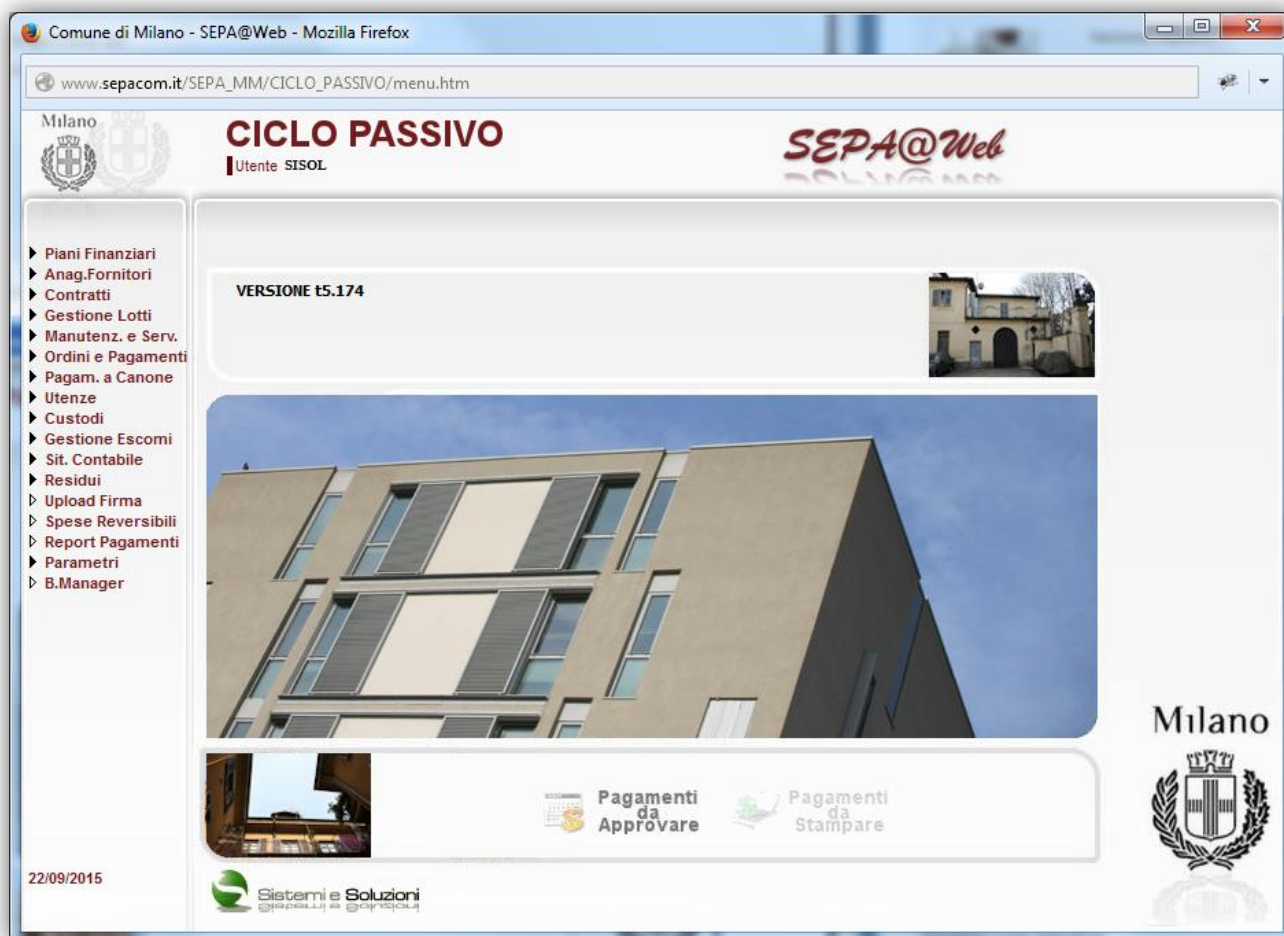 Comune di Milano - SEPA@Web - Mozilla Firefox
www.sepacom.it/SEPA_MM/CICLO_PASSIVO/menu.htm
Milano
CICLO PASSIVO
Utente SISOL
SEPA@Web
Piani Finanziari
Anag.Fornitori
Contratti
Gestione Lotti
Manutenz. e Serv.
Ordini e Pagamenti
Pagam. a Canone
Utenze
Custodi
Gestione Escomi
Sit. Contabile
Residui
Upload Firma
Spese Reversibili
Report Pagamenti
Parametri
B.Manager
VERSIONE t5.174
Pagamenti
da
Approvare
Pagamenti
da
Stampare
Milano
22/09/2015
Sistemi e Soluzioni